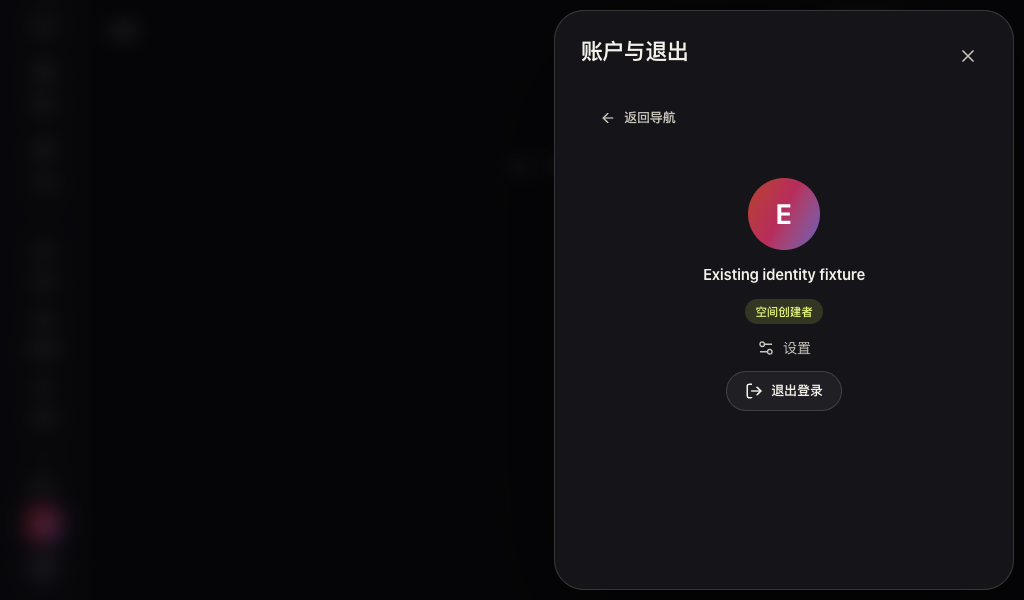 账户与退出
返回导航
E
Existing identity fixture
空间创建者
设置
退出登录